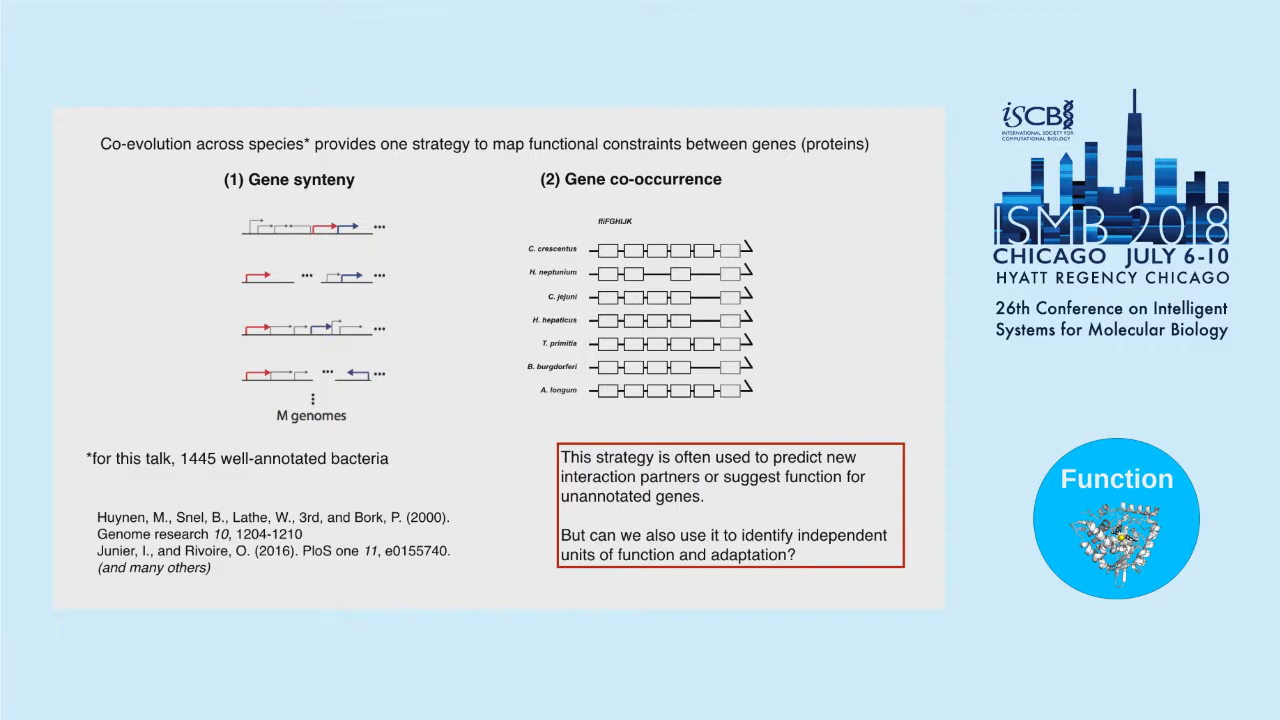 Co-evolution across species* provides one strategy to map functional constraints between genes (proteins)
(1) Gene synteny
M genomes
*for this talk, 1445 well-annotated bacteria
Huynen, M., Snel, B., Lathe, W., 3rd, and Bork, P. (2000).
Genome research 10, 1204-1210
Junier, I., and Rivoire, O. (2016). PloS one 11, e0155740.
(and many others)
(2) Gene co-occurrence
fliFGHIJK
C. crescentus
H. neptunium
C. jejuni
H. hepaticus
T. primitia
B. burgdorferi
A. longum
This strategy is often used to predict new
interaction partners or suggest function for
unannotated genes.
But can we also use it to identify independent
units of function and adaptation?
iSCB
INTERNATIONAL SOCIETY FOR
COMPUTATIONAL BIOLOGY
ISMB 2018
CHICAGO JULY 6-10
HYATT REGENCY CHICAGO
26th Conference on Intelligent
Systems for Molecular Biology
Function